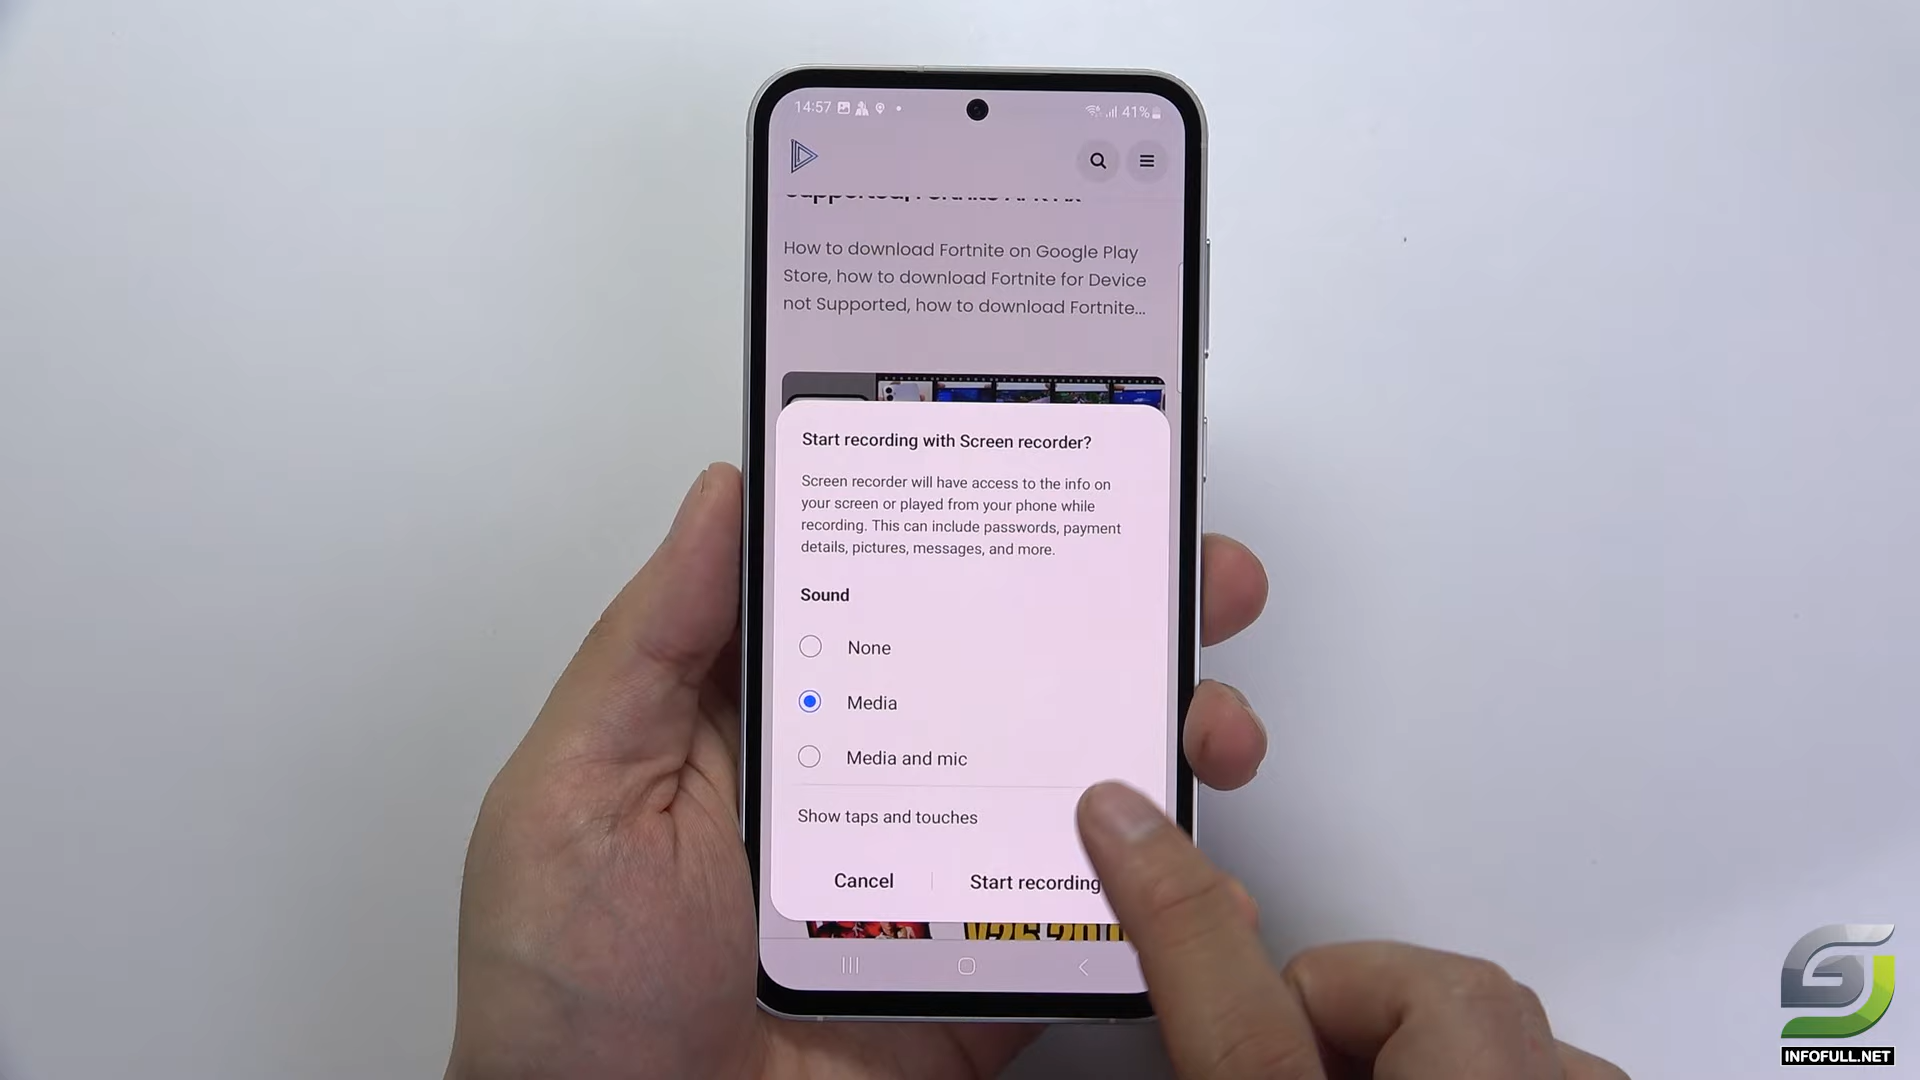 14:57
41%
How to download Fortnite on Google Play
Store, how to download Fortnite for Device
not Supported, how to download Fortnite...
Start recording with Screen recorder?
Screen recorder will have access to the info on
your screen or played from your phone while
recording. This can include passwords, payment
details, pictures, messages, and more.
Sound
None
Media
Media and mic
Show taps and touches
Cancel
Start recording
INFOFULL.NET